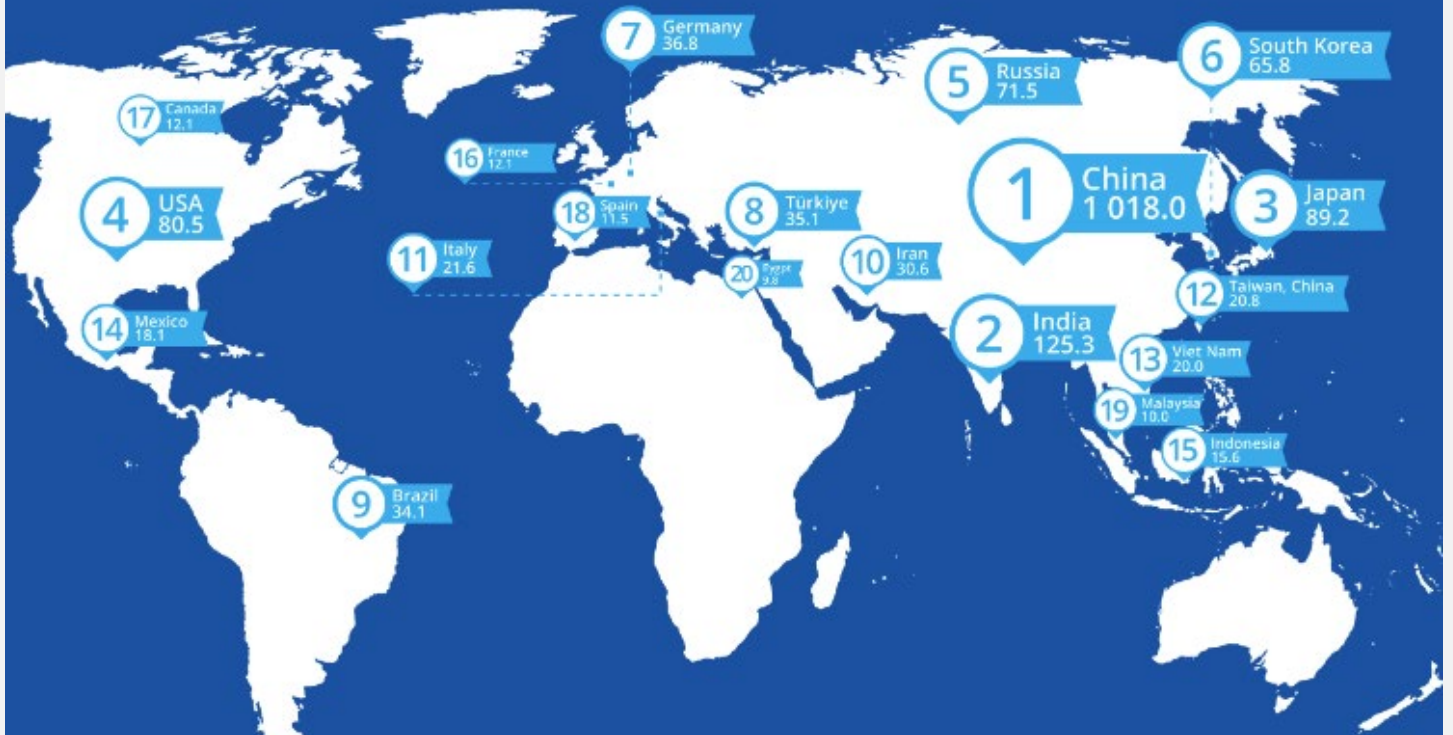 7
Germany
36.8
6
South Korea
65.8
5
Russia
71.5
17
Canada
12.1
16
France
12.1
1
China
1 018.0
4
USA
80.5
18
Spain
11.5
8
Türkiye
35.1
3
Japan
89.2
11
Italy
21.6
10
Iran
30.6
20
Egypt
9.8
12
Taiwan, China
20.8
14
Mexico
18.1
2
India
125.3
13
Viet Nam
20.0
19
Malaysia
10.0
15
Indonesia
15.6
9
Brazil
34.1